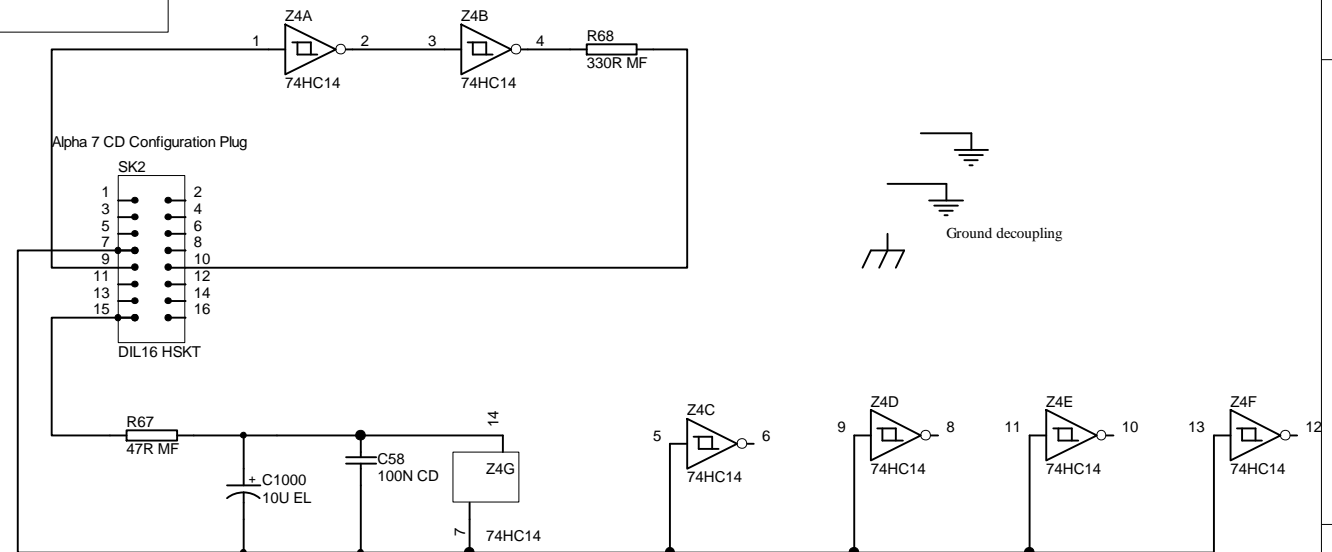 Z4A
Z4B
1
2
3
4
R68
330R MF
74HC14
74HC14
Alpha 7 CD Configuration Plug
SK2
1
2
3
4
5
6
7
8
9
10
11
12
13
14
15
16
DIL16 HSKT
Ground decoupling
R67
47R MF
+ C1000
10U EL
C58
100N CD
14
Z4G
7
74HC14
Z4C
5
6
74HC14
Z4D
9
8
74HC14
Z4E
11
10
74HC14
Z4F
13
12
74HC14